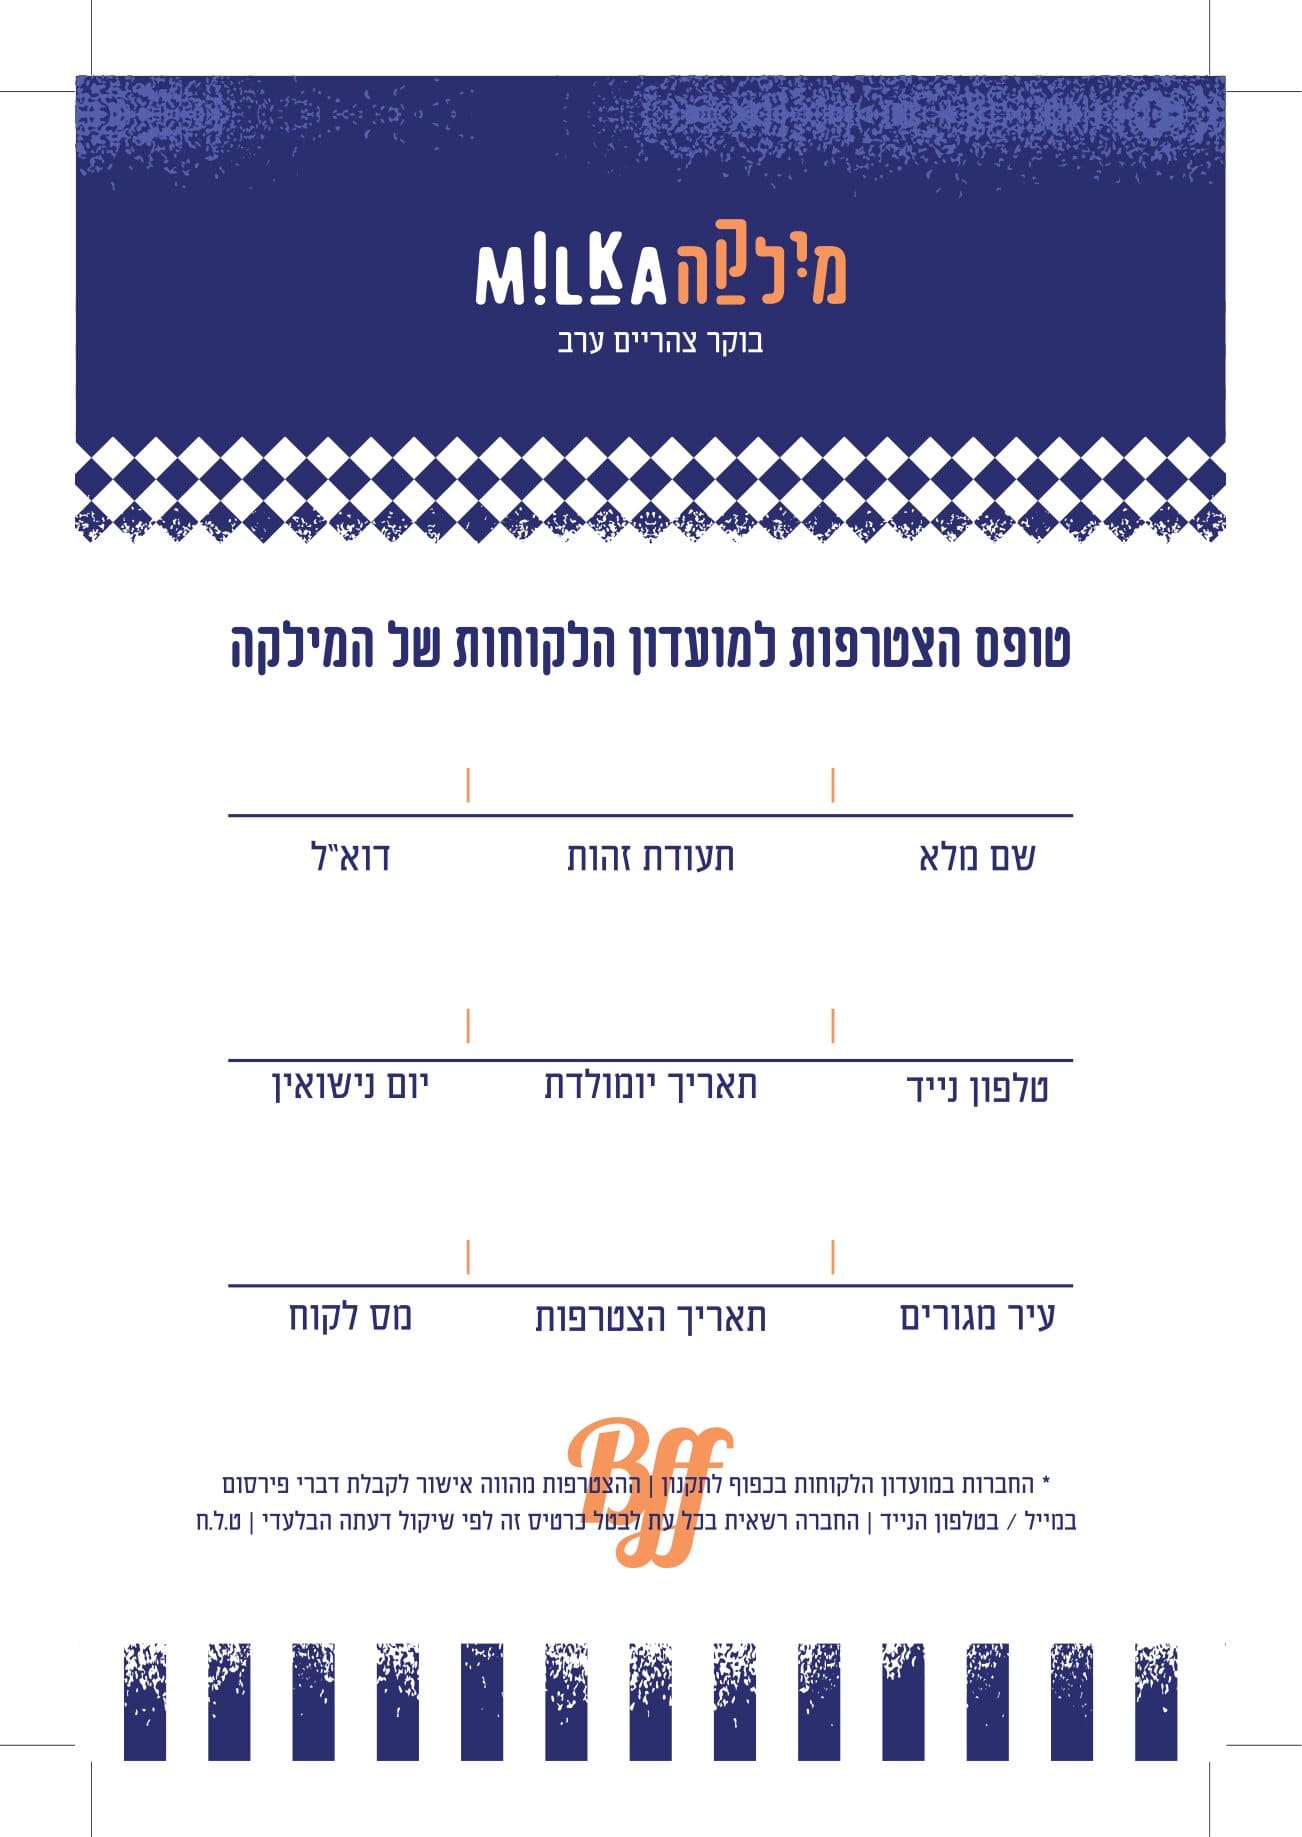 MiLKA מילקה
בוקר צהריים ערב
טופס הצטרפות למועדון הלקוחות של המילקה
שם מלא | תעודת זהות | דוא"ל
טלפון נייד | תאריך יומולדת | יום נישואין
עיר מגורים | תאריך הצטרפות | מס לקוח
Bff
* החברות במועדון הלקוחות בכפוף לתקנון | ההצטרפות מהווה אישור לקבלת דברי פירסום
במייל / בטלפון הנייד | החברה רשאית בכל עת לבטל כרטיס זה לפי שיקול דעתה הבלעדי | ט.ל.ח